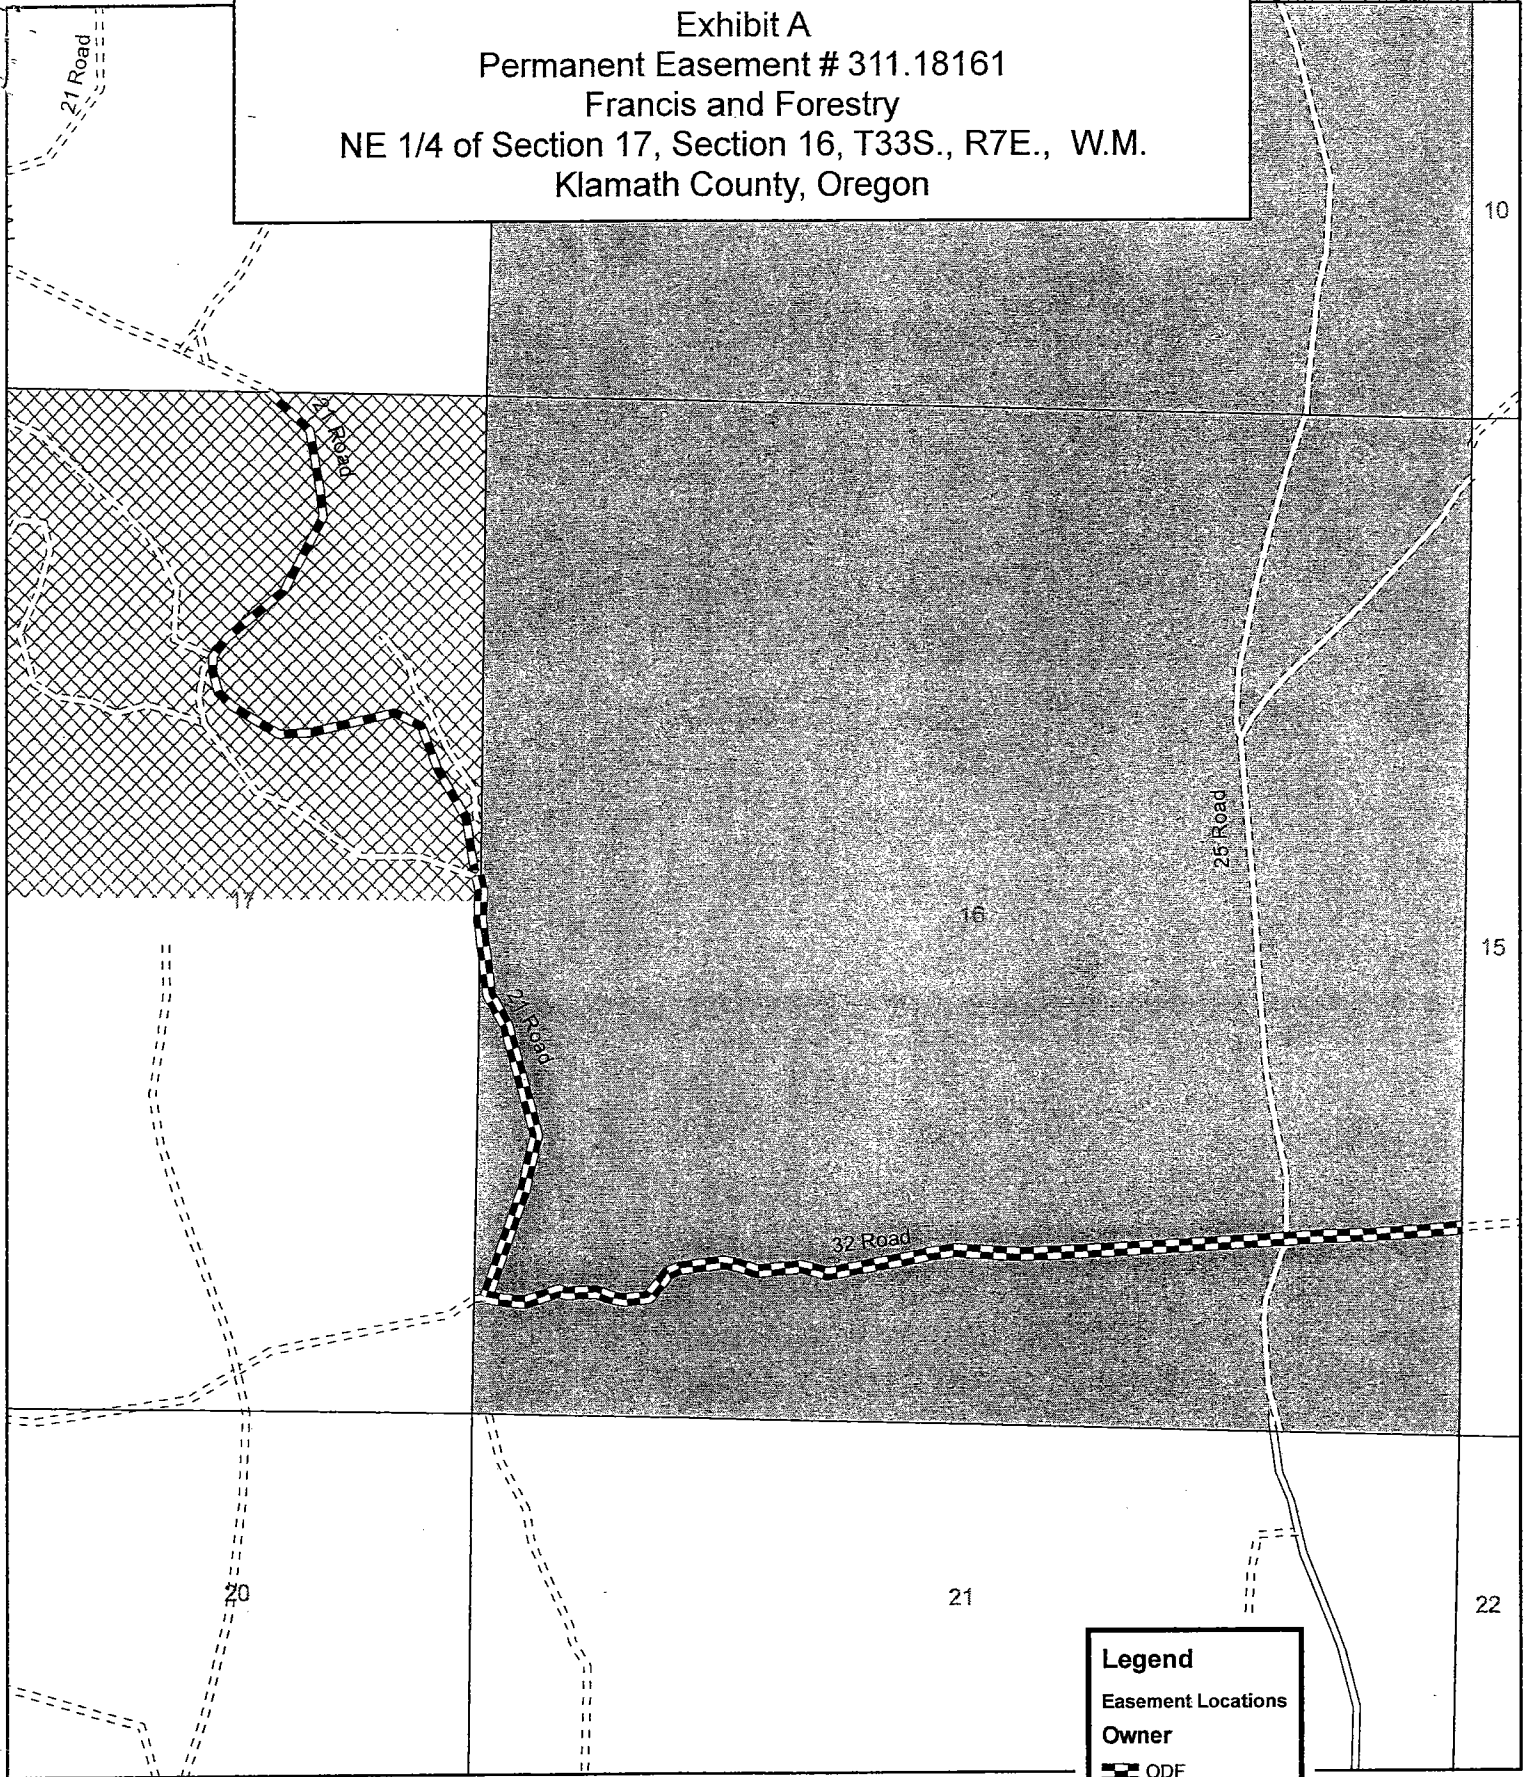 Exhibit A
Permanent Easement # 311.18161
Francis and Forestry
NE 1/4 of Section 17, Section 16, T33S., R7E., W.M.
Klamath County, Oregon
21 Road
10
21 Road
25 Road
17
16
15
21 Road
32 Road
20
21
22
Legend
Easement Locations
Owner
ODF